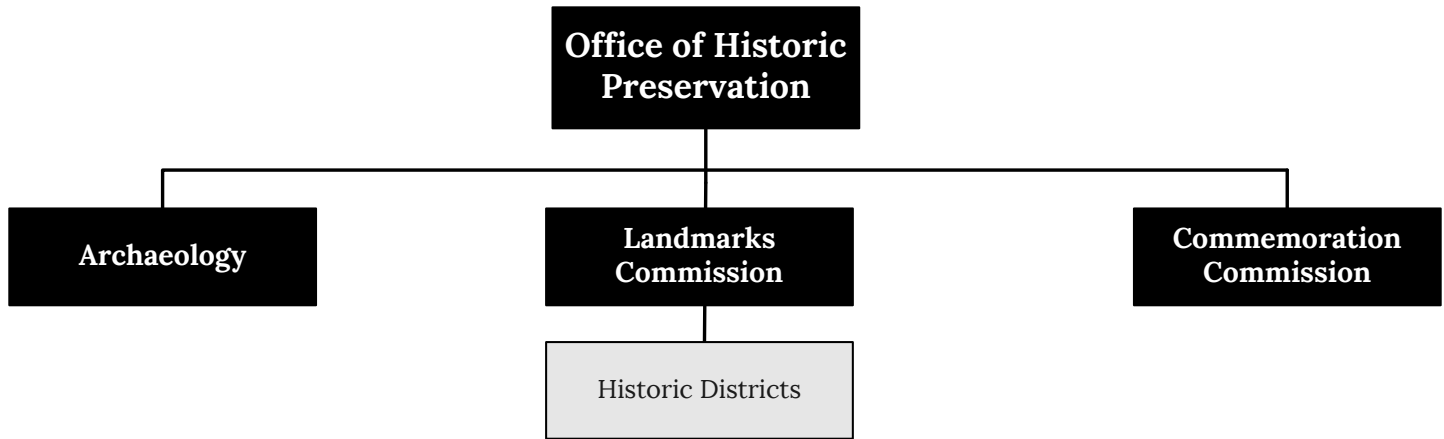 Office of Historic
Preservation
Archaeology
Landmarks
Commission
Commemoration
Commission
Historic Districts